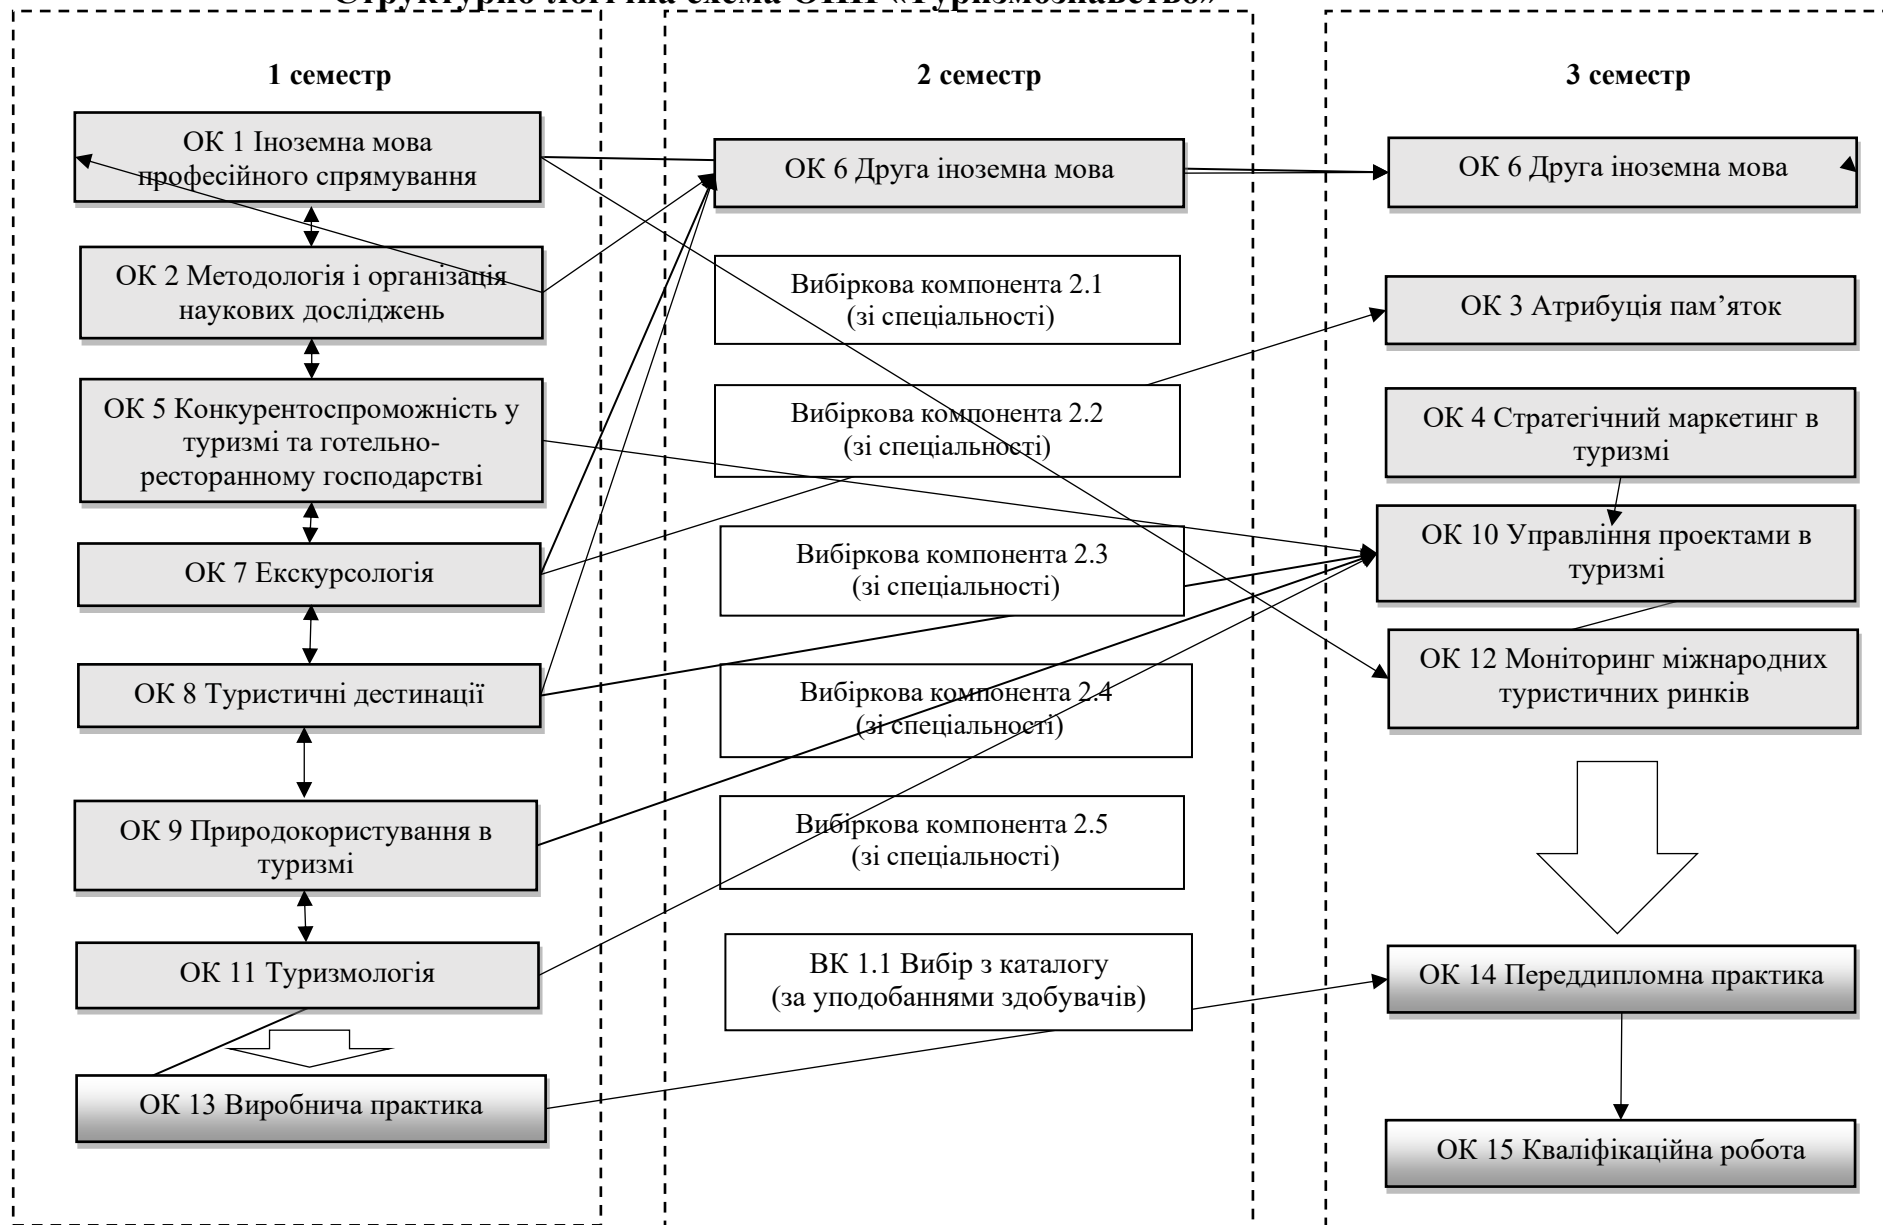 Структурно-логічна схема ОПП «Туризмознавство»
1 семестр
ОК 1 Іноземна мова
професійного спрямування
ОК 2 Методологія і організація
наукових досліджень
ОК 5 Конкурентоспроможність у
туризмі та готельно-
ресторанному господарстві
ОК 7 Екскурсологія
ОК 8 Туристичні дестинації
ОК 9 Природокористування в
туризмі
ОК 11 Туризмологія
ОК 13 Виробнича практика
2 семестр
ОК 6 Друга іноземна мова
Вибіркова компонента 2.1
(зі спеціальності)
Вибіркова компонента 2.2
(зі спеціальності)
Вибіркова компонента 2.3
(зі спеціальності)
Вибіркова компонента 2.4
(зі спеціальності)
Вибіркова компонента 2.5
(зі спеціальності)
ВК 1.1 Вибір з каталогу
(за уподобаннями здобувачів)
3 семестр
ОК 6 Друга іноземна мова
ОК 3 Атрибуція пам’яток
ОК 4 Стратегічний маркетинг в
туризмі
ОК 10 Управління проектами в
туризмі
ОК 12 Моніторинг міжнародних
туристичних ринків
ОК 14 Переддипломна практика
ОК 15 Кваліфікаційна робота